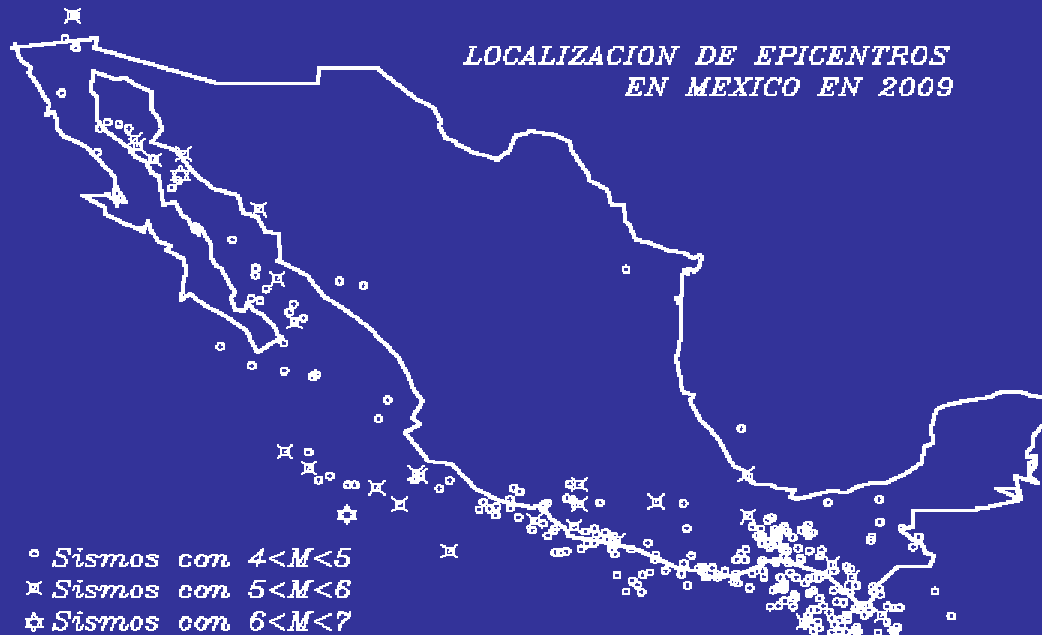 LOCALIZACION DE EPICENTROS
EN MEXICO EN 2009
Sismos con 4<M<5
Sismos con 5<M<6
Sismos con 6<M<7